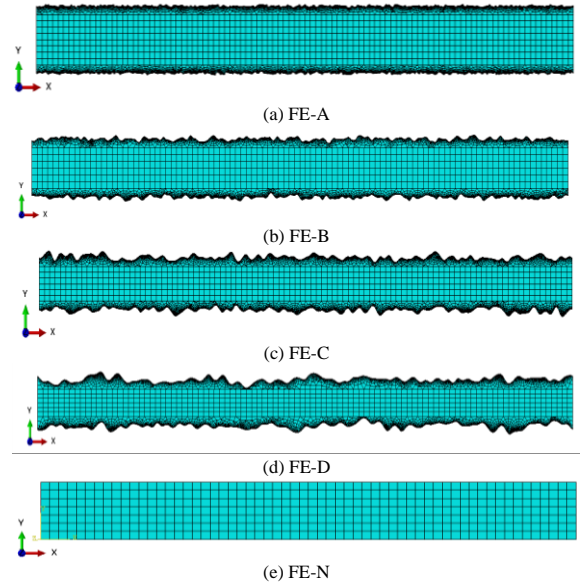 Y
X
(a) FE-A
Y
X
(b) FE-B
Y
X
(c) FE-C
Y
X
(d) FE-D
Y
X
(e) FE-N